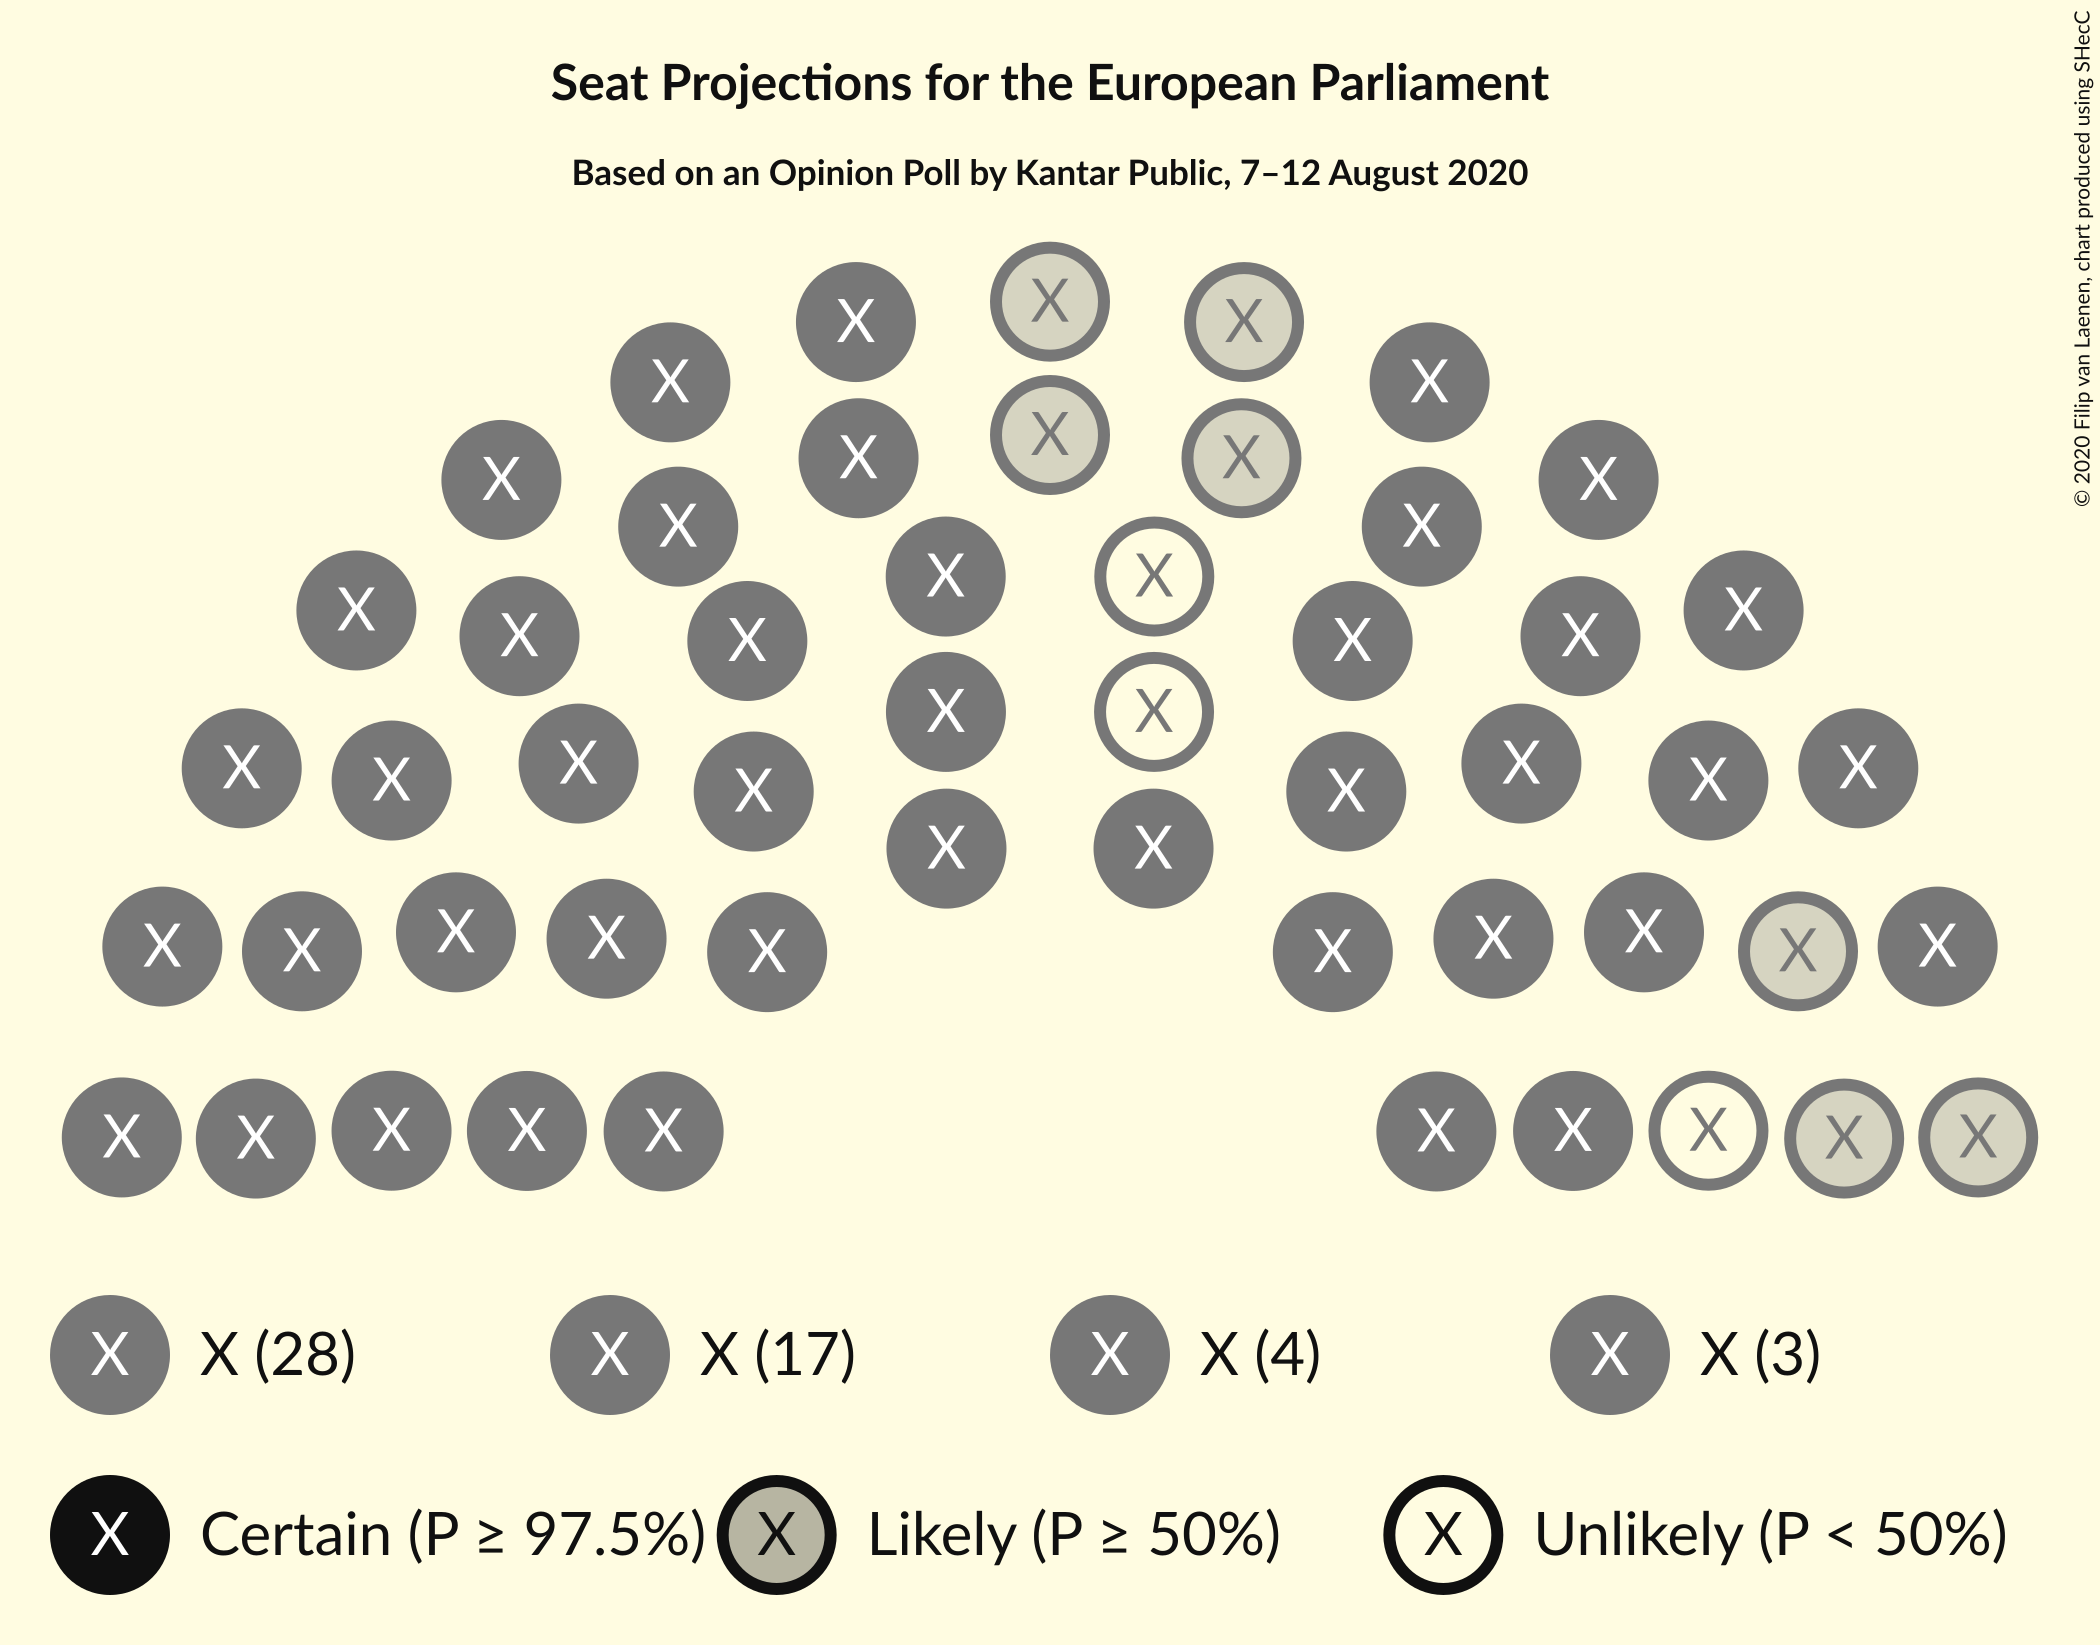 © 2020 Filip van Laenen, chart produced using SHecC
Seat Projections for the European Parliament
Based on an Opinion Poll by Kantar Public, 7–12 August 2020
X X X
X X
X X X
X X
X X
X X
X X X X X X
X X
X X X X X X X X
X X
X X X X X X X X X X
X X X X X X X X X X
X X (28) X X (17) X X (4) X X (3)
X Certain (P ≥ 97.5%) X Likely (P ≥ 50%) X Unlikely (P < 50%)